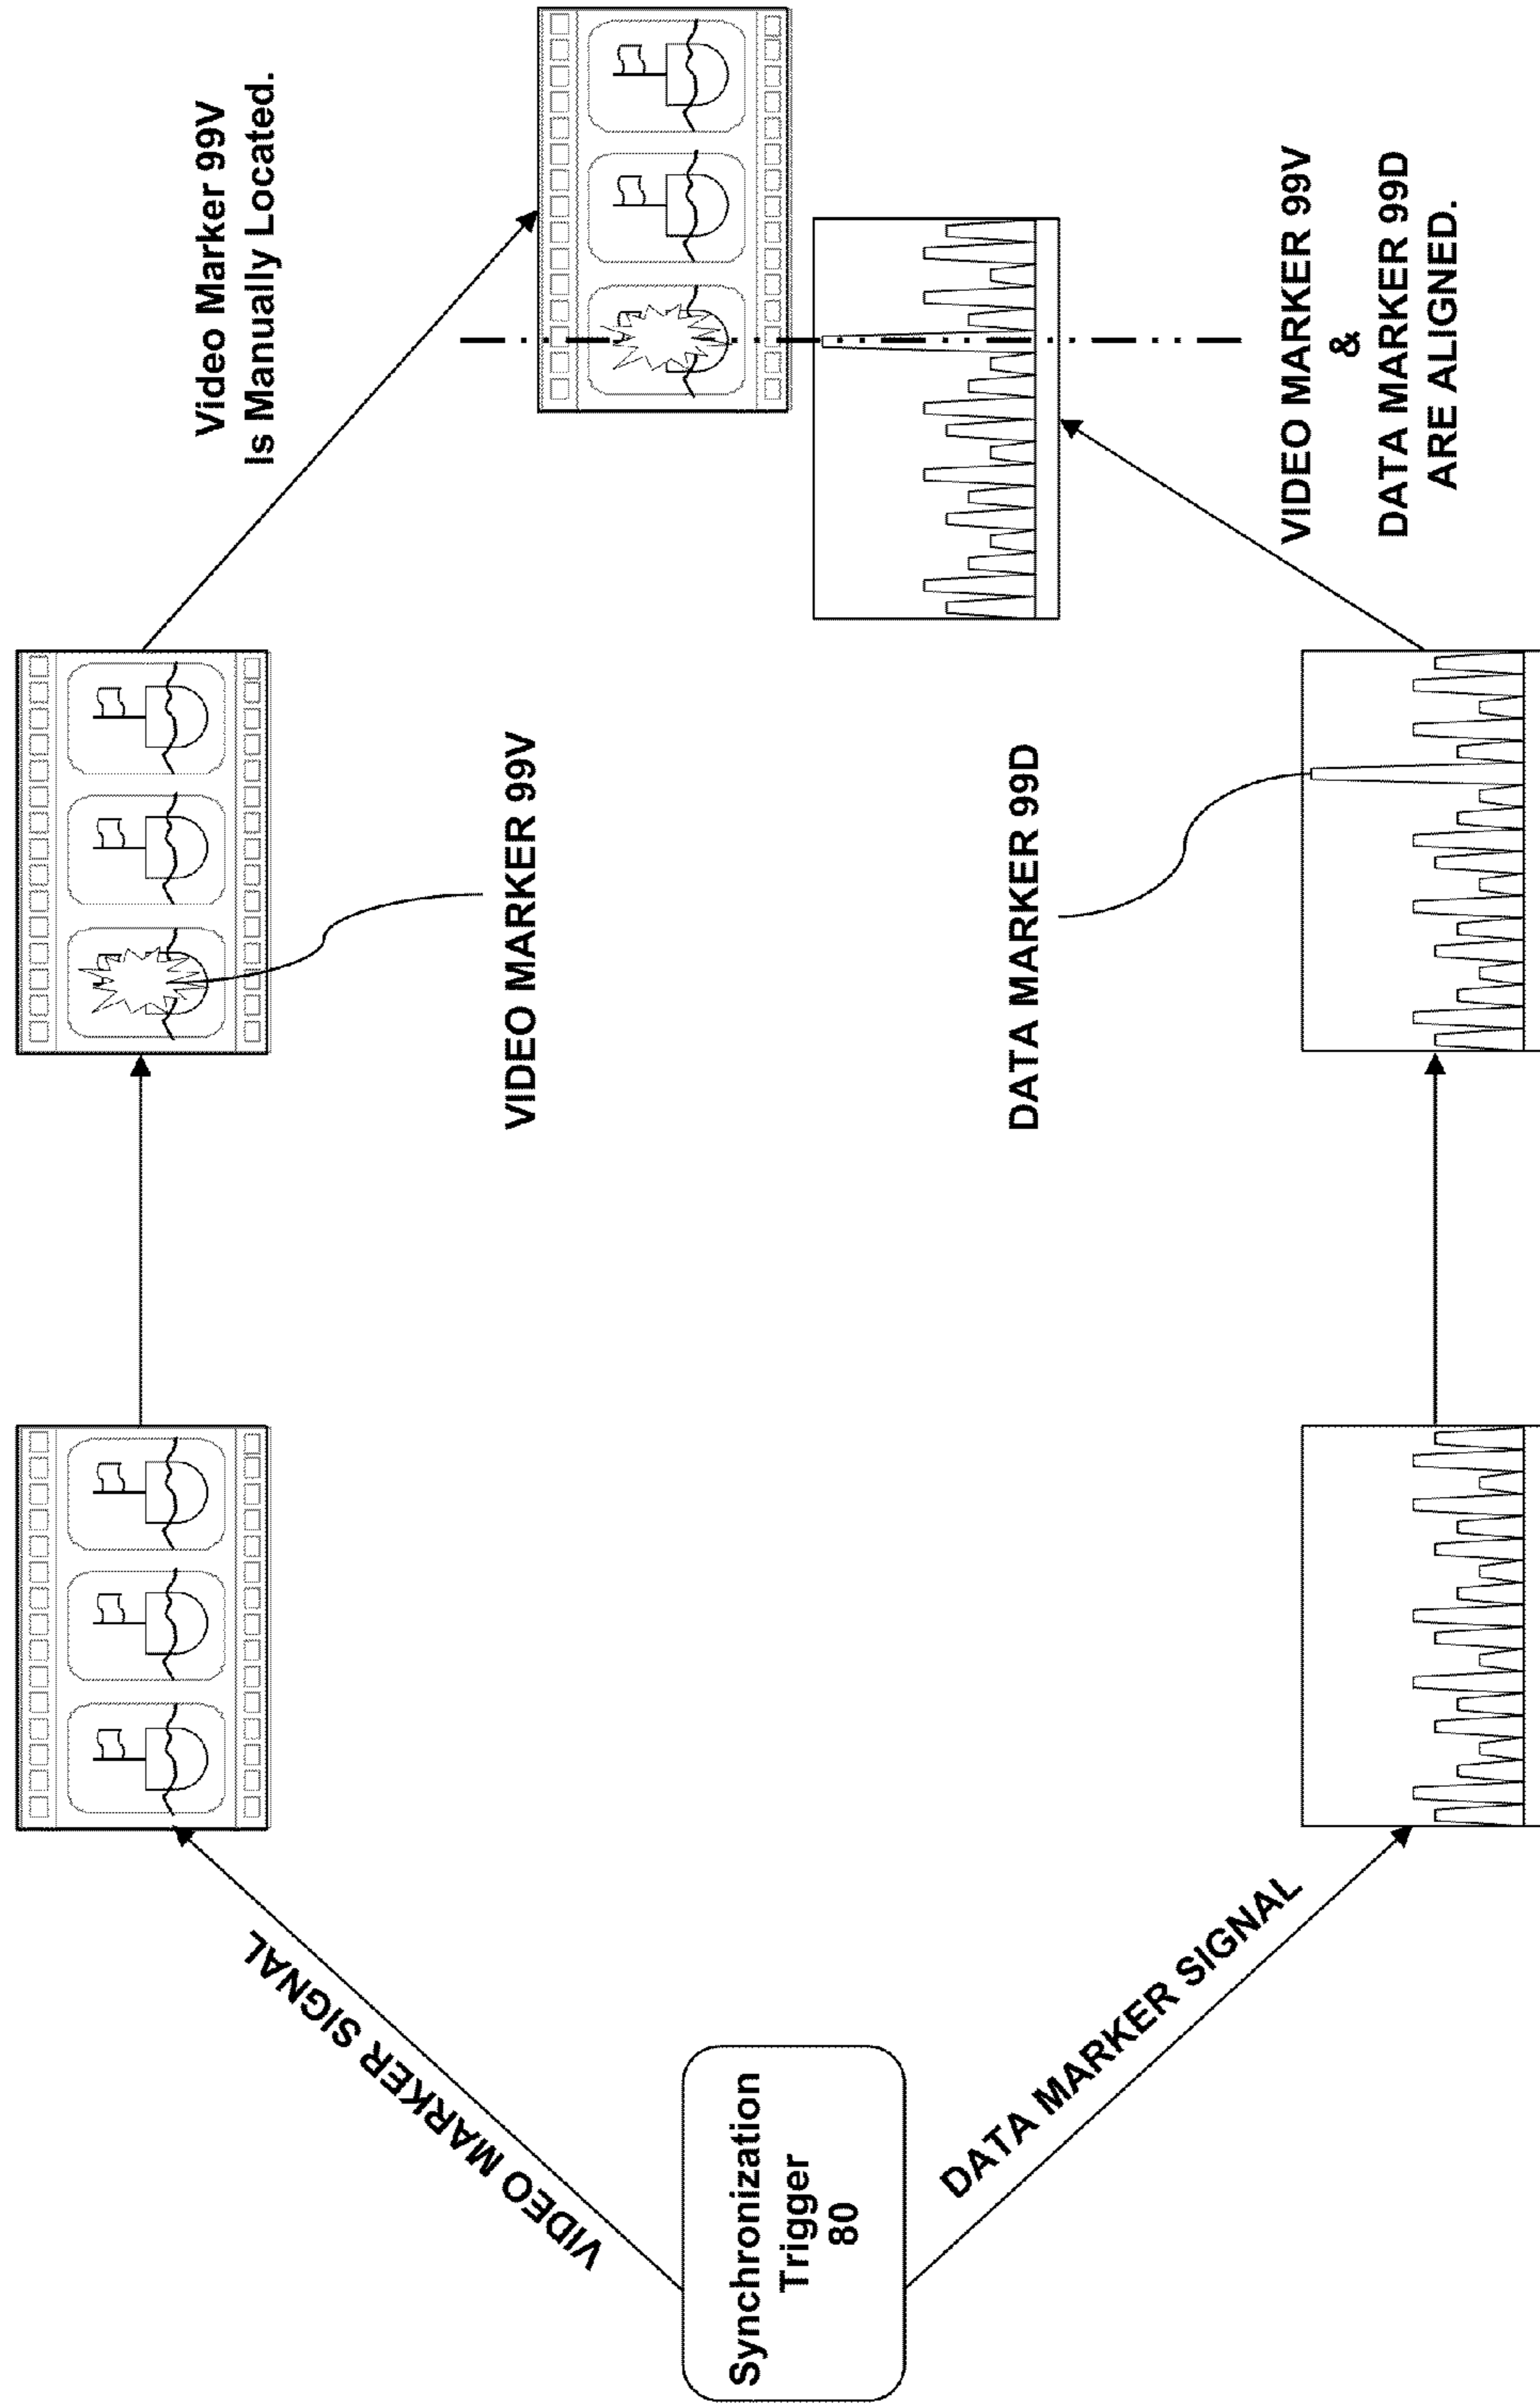 Synchronization
Trigger
80
VIDEO MARKER SIGNAL
DATA MARKER SIGNAL
VIDEO MARKER 99V
DATA MARKER 99D
Video Marker 99V
Is Manually Located.
VIDEO MARKER 99V
&
DATA MARKER 99D
ARE ALIGNED.